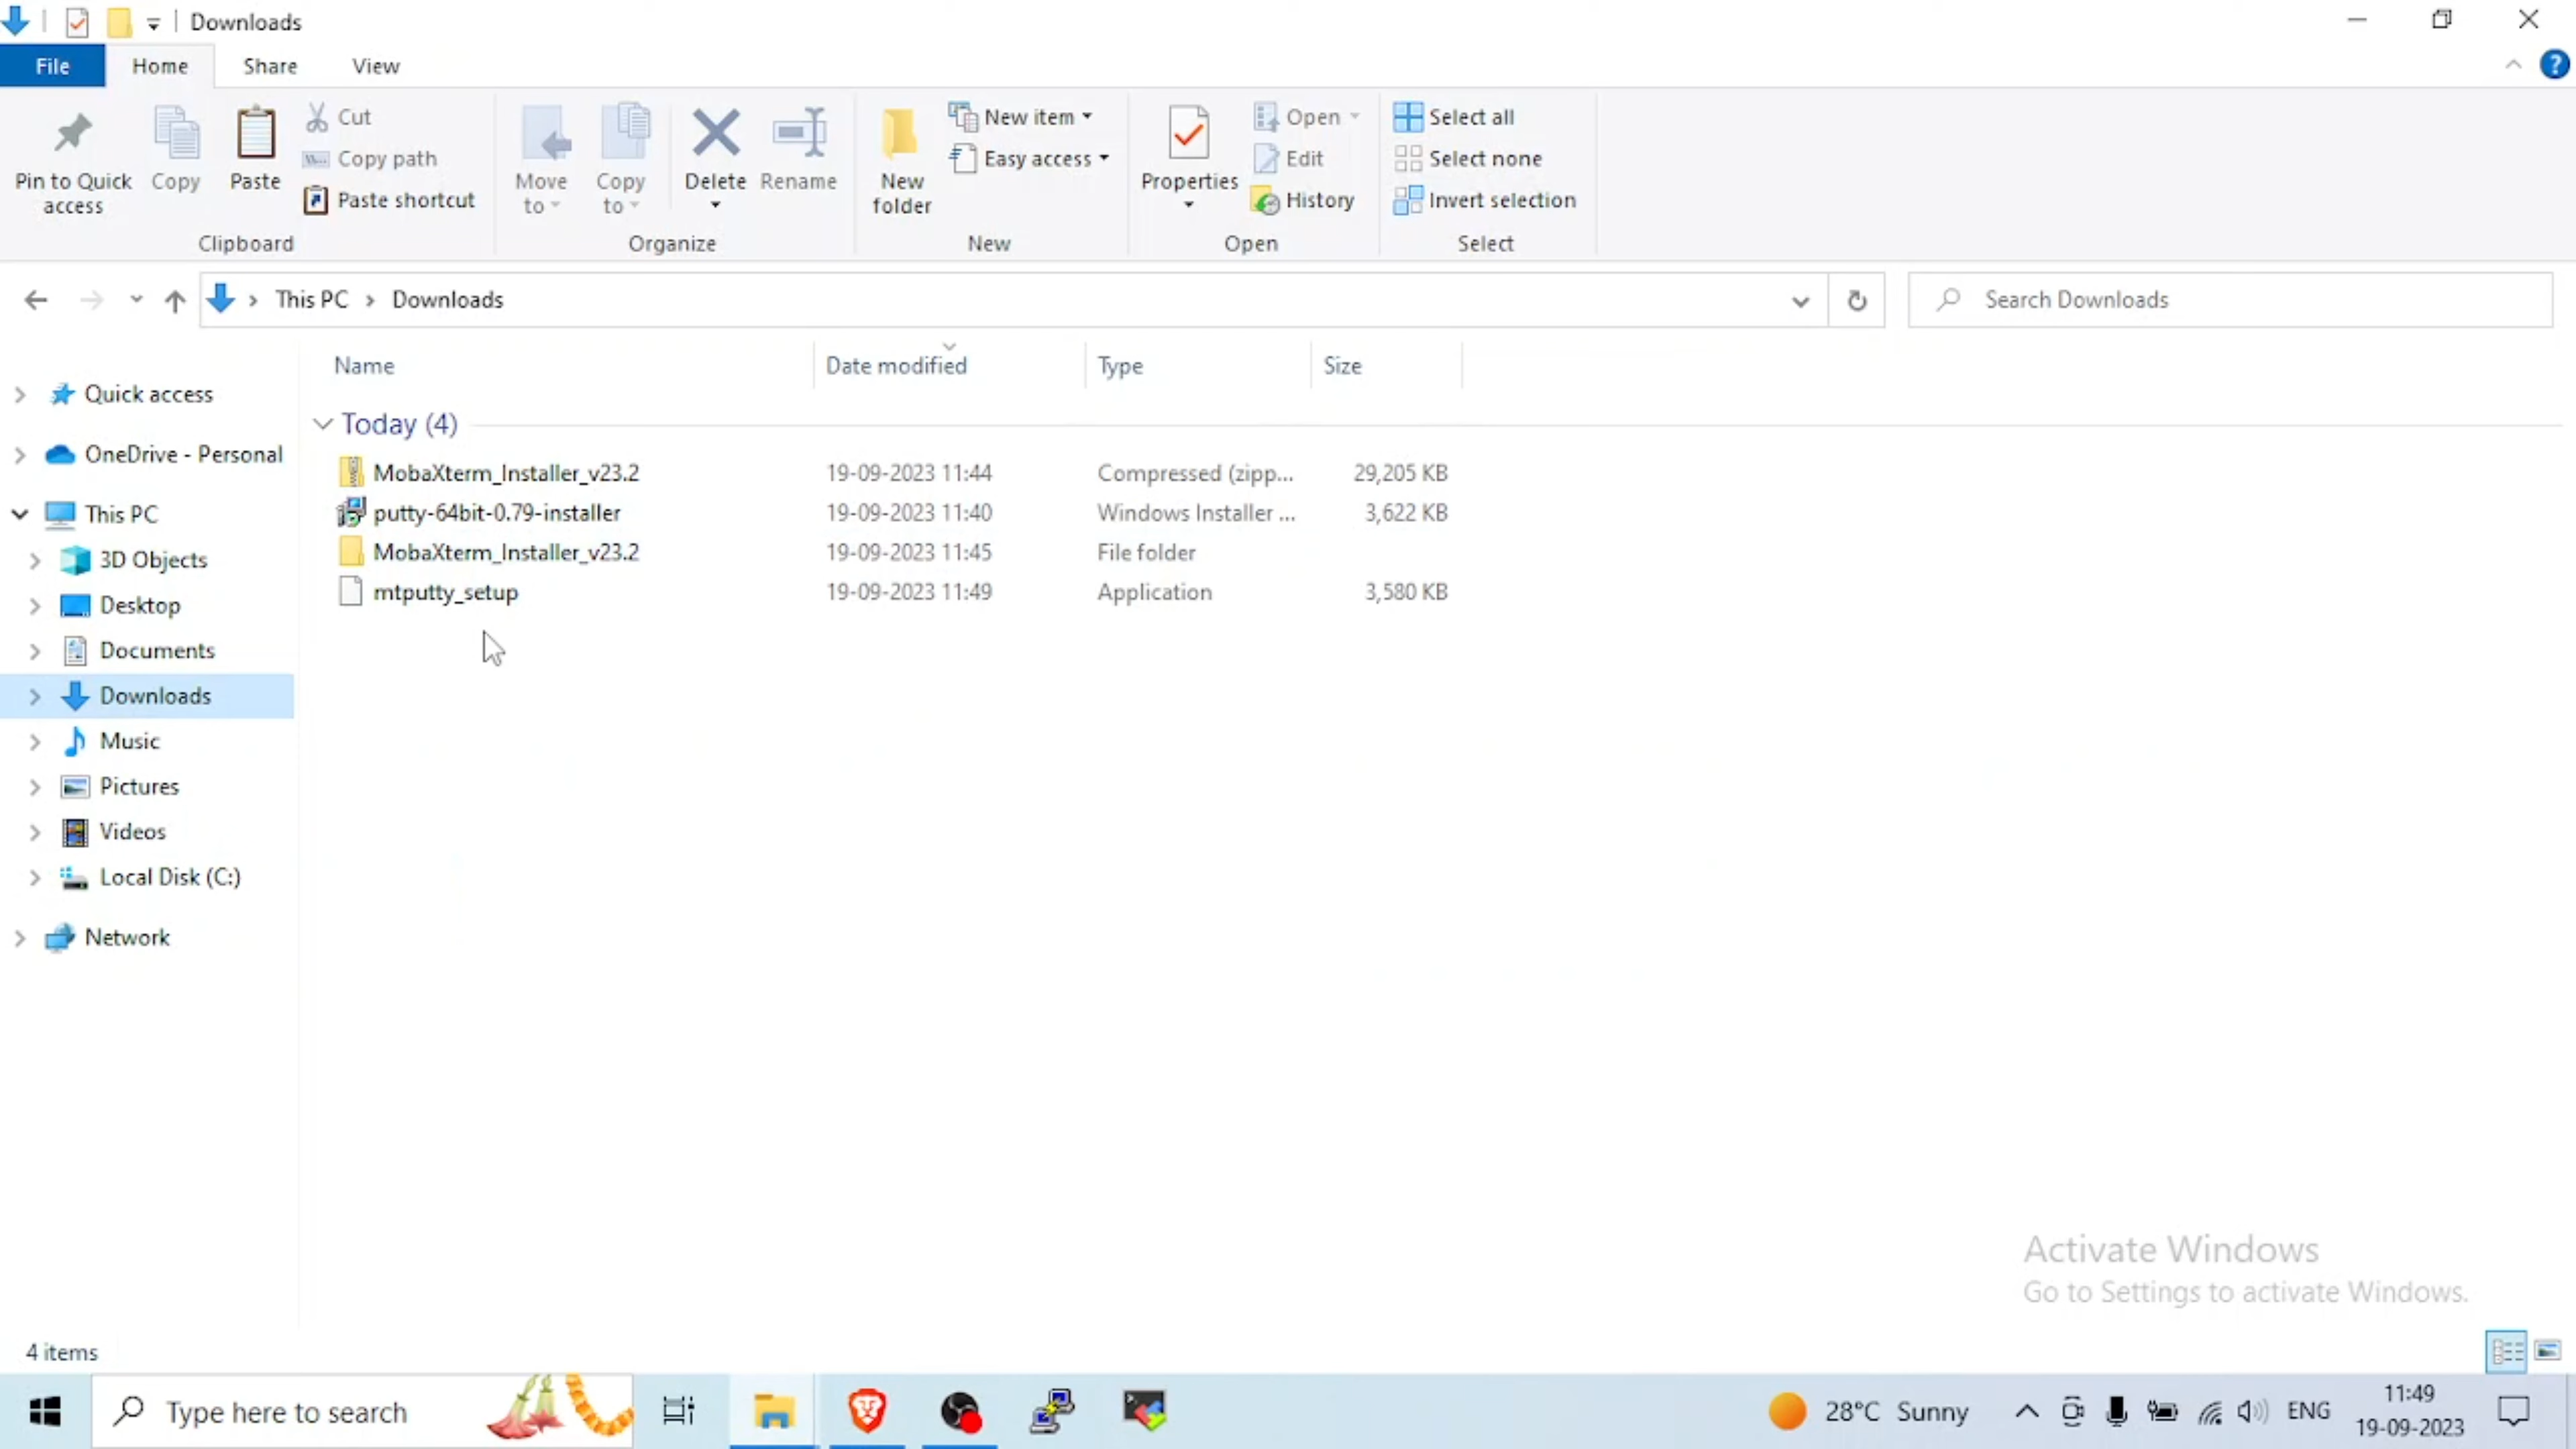 Downloads
File Home Share View
Pin to Quick access
Copy
Paste
Cut
Copy path
Paste shortcut
Clipboard
Move to
Copy to
Delete
Rename
Organize
New folder
New item
Easy access
New
Properties
Open
Edit
History
Open
Select all
Select none
Invert selection
Select
This PC > Downloads
Search Downloads
Name Date modified Type Size
Today (4)
MobaXterm_Installer_v23.2 19-09-2023 11:44 Compressed (zipp... 29,205 KB
putty-64bit-0.79-installer 19-09-2023 11:40 Windows Installer ... 3,622 KB
MobaXterm_Installer_v23.2 19-09-2023 11:45 File folder
mtputty_setup 19-09-2023 11:49 Application 3,580 KB
Quick access
OneDrive - Personal
This PC
3D Objects
Desktop
Documents
Downloads
Music
Pictures
Videos
Local Disk (C:)
Network
Activate Windows
Go to Settings to activate Windows.
4 items
Type here to search
28°C Sunny
ENG
11:49
19-09-2023